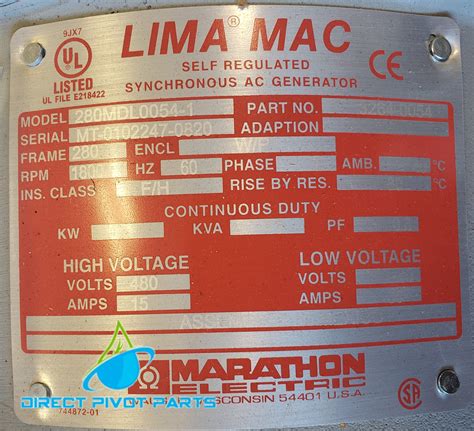 9JX7
UL
LISTED
UL FILE E218422
LIMA® MAC
SELF REGULATED
SYNCHRONOUS AC GENERATOR
CE
MODEL 280MDL0054-1 PART NO.
SERIAL MT-0102247-0820 ADAPTION
FRAME 280 ENCL W/P
RPM 1800 HZ 60 PHASE AMB. °C
INS. CLASS F/H RISE BY RES. °C
CONTINUOUS DUTY
KW KVA PF
HIGH VOLTAGE LOW VOLTAGE
VOLTS 480 VOLTS
AMPS 15 AMPS
MARATHON
ELECTRIC
WISCONSIN 54401 U.S.A.
DIRECT PIVOT PARTS
744872-01